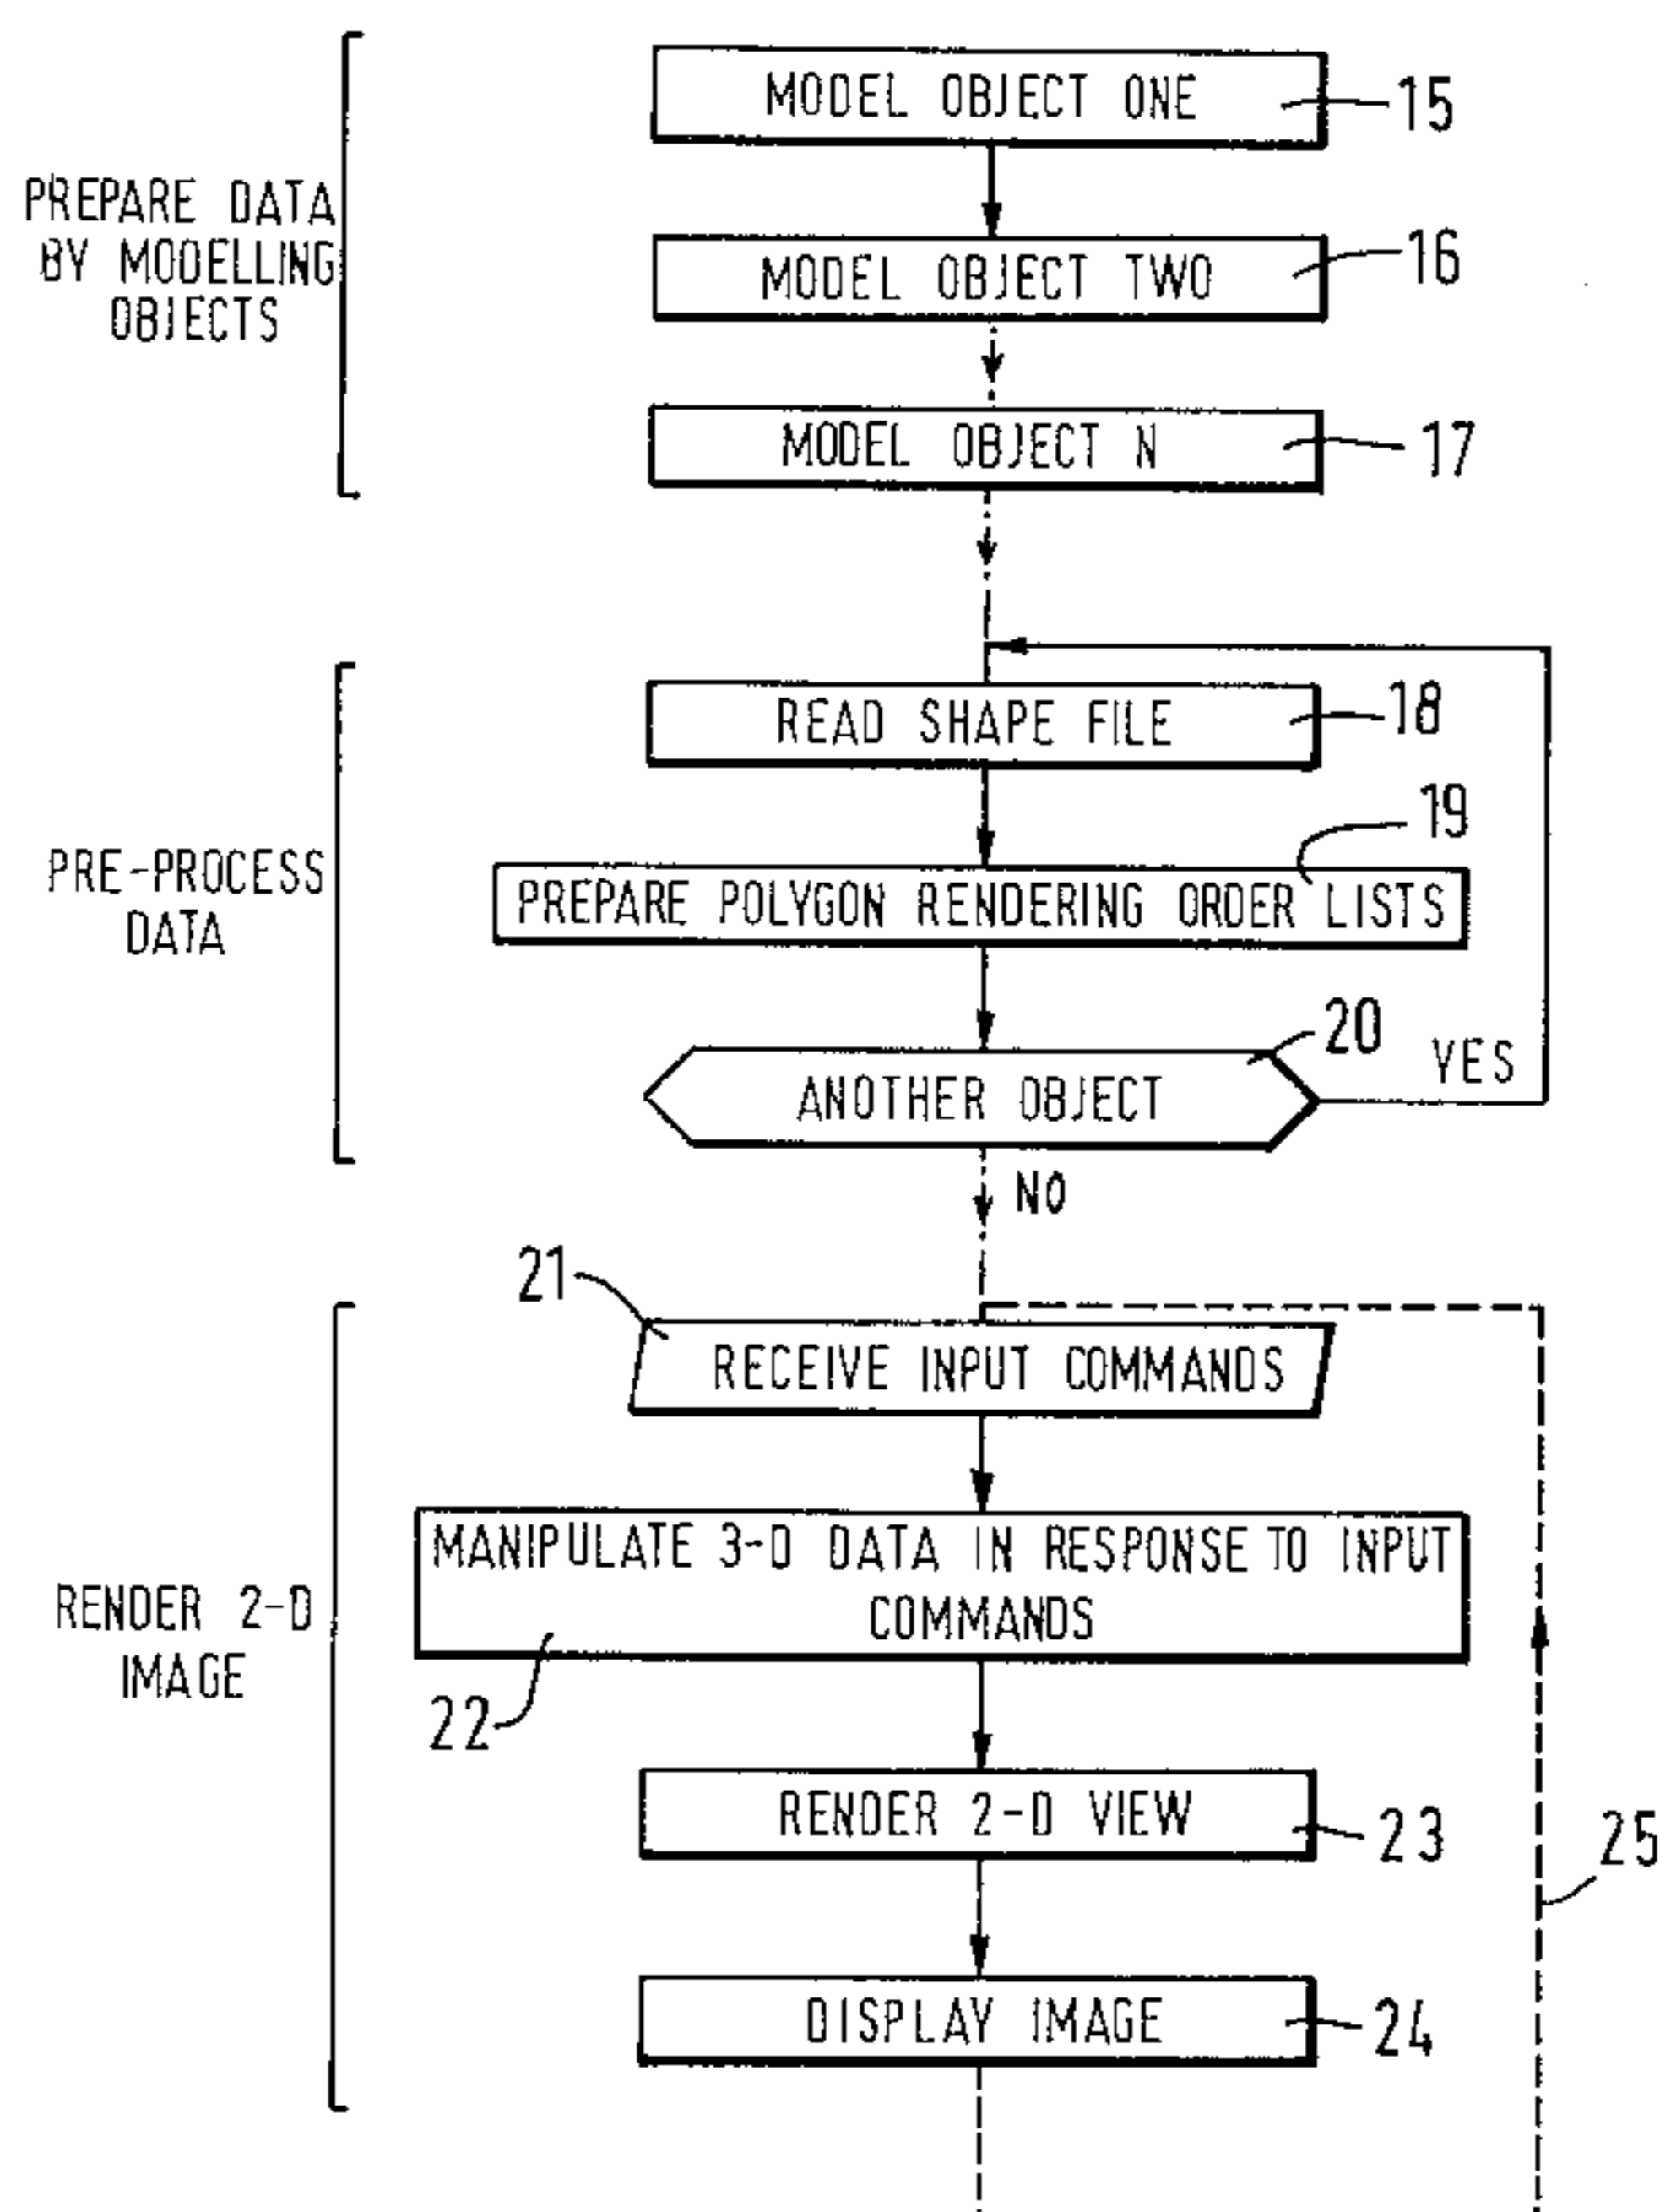 MODEL OBJECT ONE
15
PREPARE DATA
BY MODELLING
OBJECTS
MODEL OBJECT TWO
16
MODEL OBJECT N
17
READ SHAPE FILE
18
19
PRE-PROCESS
DATA
PREPARE POLYGON RENDERING ORDER LISTS
20
ANOTHER OBJECT
YES
NO
21
RECEIVE INPUT COMMANDS
MANIPULATE 3-D DATA IN RESPONSE TO INPUT
COMMANDS
RENDER 2-D
IMAGE
22
RENDER 2-D VIEW
23
25
DISPLAY IMAGE
24